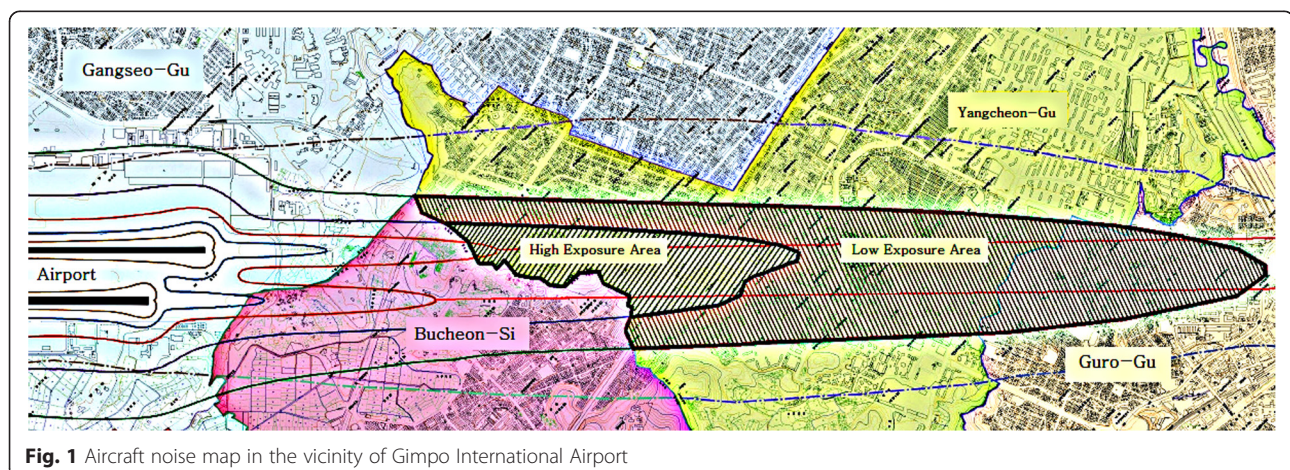 Gangseo-Gu
Yangcheon-Gu
High Exposure Area
Low Exposure Area
Airport
Bucheon-Si
Guro-Gu
Fig. 1 Aircraft noise map in the vicinity of Gimpo International Airport